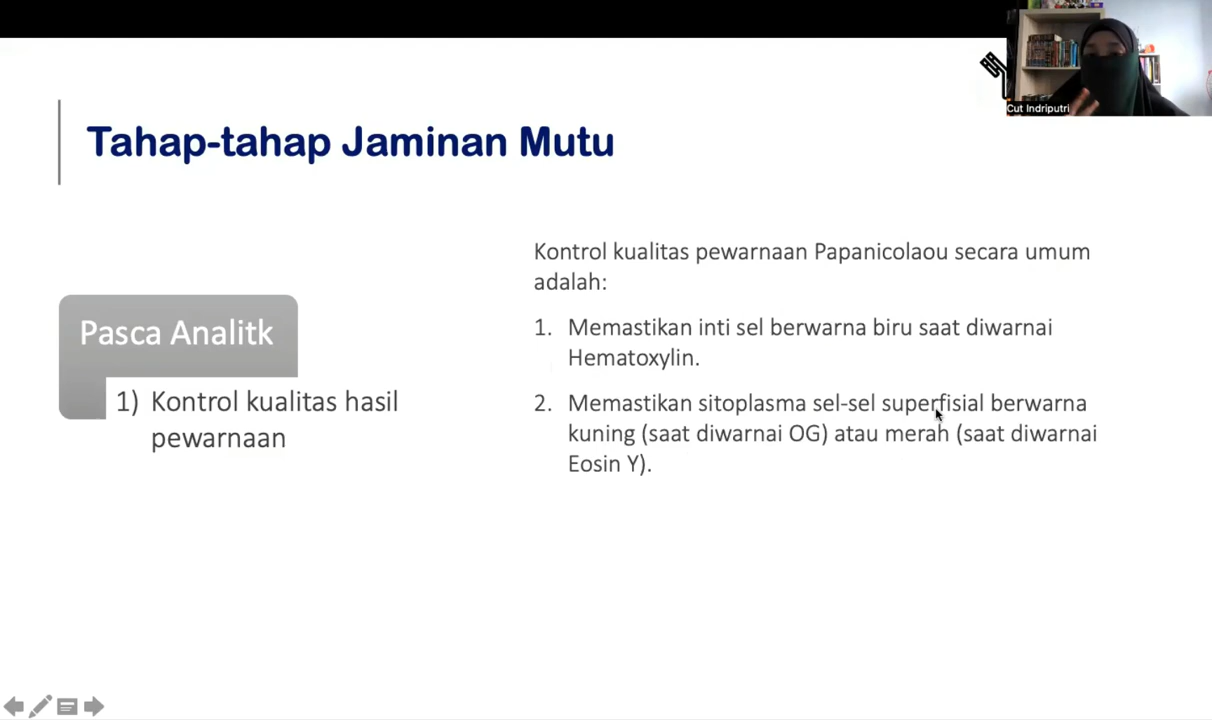 Cut Indriputri
Tahap-tahap Jaminan Mutu
Pasca Analitk
1) Kontrol kualitas hasil
pewarnaan
Kontrol kualitas pewarnaan Papanicolaou secara umum
adalah:
1. Memastikan inti sel berwarna biru saat diwarnai
Hematoxylin.
2. Memastikan sitoplasma sel-sel superfisial berwarna
kuning (saat diwarnai OG) atau merah (saat diwarnai
Eosin Y).